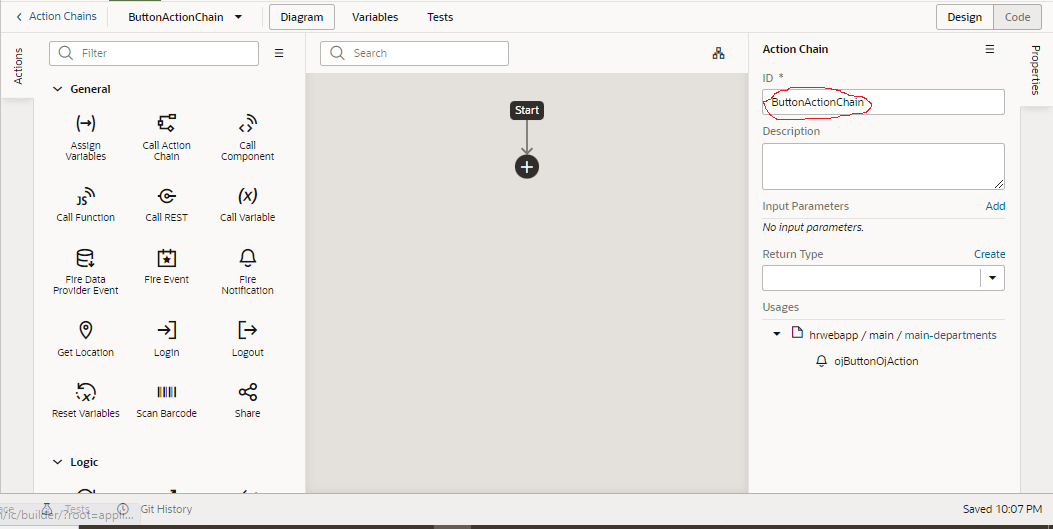 Action Chains
ButtonActionChain
Diagram
Variables
Tests
Design
Code
Actions
Filter
General
Assign
Variables
Call Action
Chain
Call
Component
JS
Call Function
Call REST
(x)
Call Variable
Fire Data
Provider Event
Fire Event
Fire
Notification
Get Location
Login
Logout
x
Reset Variables
Scan Barcode
Share
Logic
Search
Start
Action Chain
ID *
ButtonActionChain
Description
Input Parameters
Add
No input parameters.
Return Type
Create
Usages
hrwebapp / main / main-departments
ojButtonOjAction
Properties
Tests
Git History
/ic/builder/?root=appli...
Saved 10:07 PM